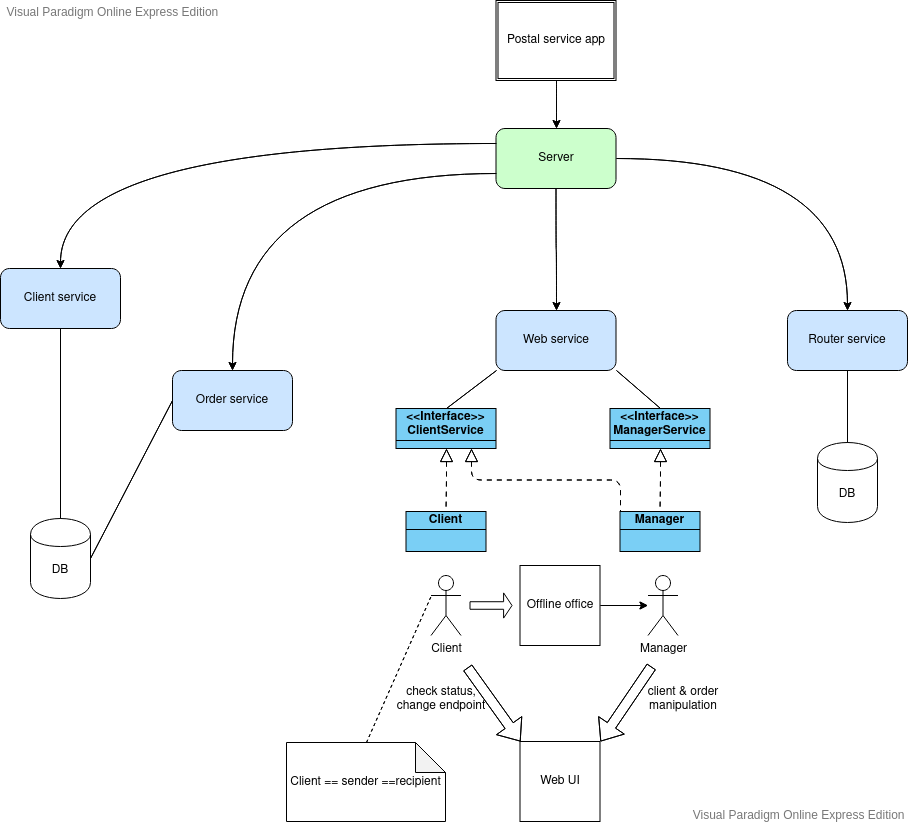 Visual Paradigm Online Express Edition
Postal service app
Server
Client service
Web service
Router service
Order service
<<Interface>>
ClientService
<<Interface>>
ManagerService
DB
Client
Manager
DB
Offline office
Client
Manager
check status,
change endpoint
client & order
manipulation
Client == sender ==recipient
Web UI
Visual Paradigm Online Express Edition